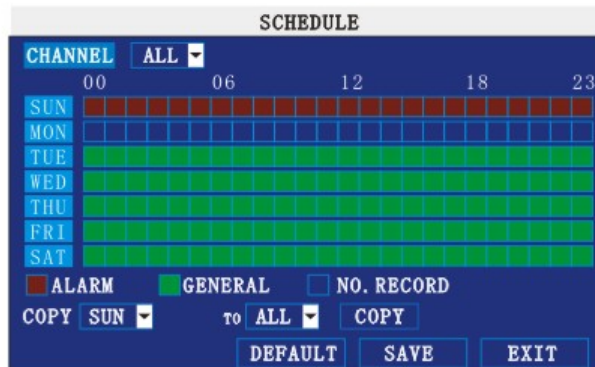 SCHEDULE
CHANNEL ALL
00 06 12 18 23
SUN
MON
TUE
WED
THU
FRI
SAT
ALARM GENERAL NO. RECORD
COPY SUN TO ALL COPY
DEFAULT SAVE EXIT